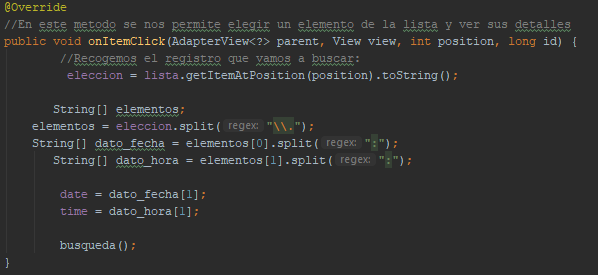 @Override
//En este metodo se nos permite elegir un elemento de la lista y ver sus detalles
public void onItemClick(AdapterView<?> parent, View view, int position, long id) {
//Recogemos el registro que vamos a buscar:
eleccion = lista.getItemAtPosition(position).toString();
String[] elementos;
elementos = eleccion.split( regex: "\\.");
String[] dato_fecha = elementos[0].split( regex: ":");
String[] dato_hora = elementos[1].split( regex: ":");
date = dato_fecha[1];
time = dato_hora[1];
busqueda();
}